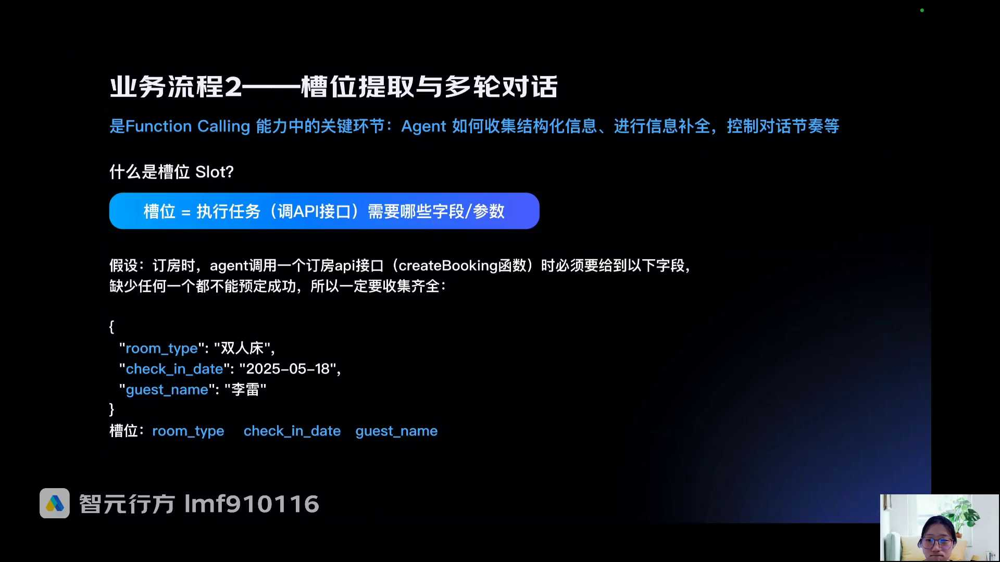 业务流程2——槽位提取与多轮对话
是Function Calling 能力中的关键环节：Agent 如何收集结构化信息、进行信息补全，控制对话节奏等
什么是槽位 Slot?
槽位 = 执行任务（调API接口）需要哪些字段/参数
假设：订房时，agent调用一个订房api接口（createBooking函数）时必须要给到以下字段，
缺少任何一个都不能预定成功，所以一定要收集齐全：
{
"room_type": "双人床",
"check_in_date": "2025-05-18",
"guest_name": "李雷"
}
槽位：room_type check_in_date guest_name
智元行方 lmf910116